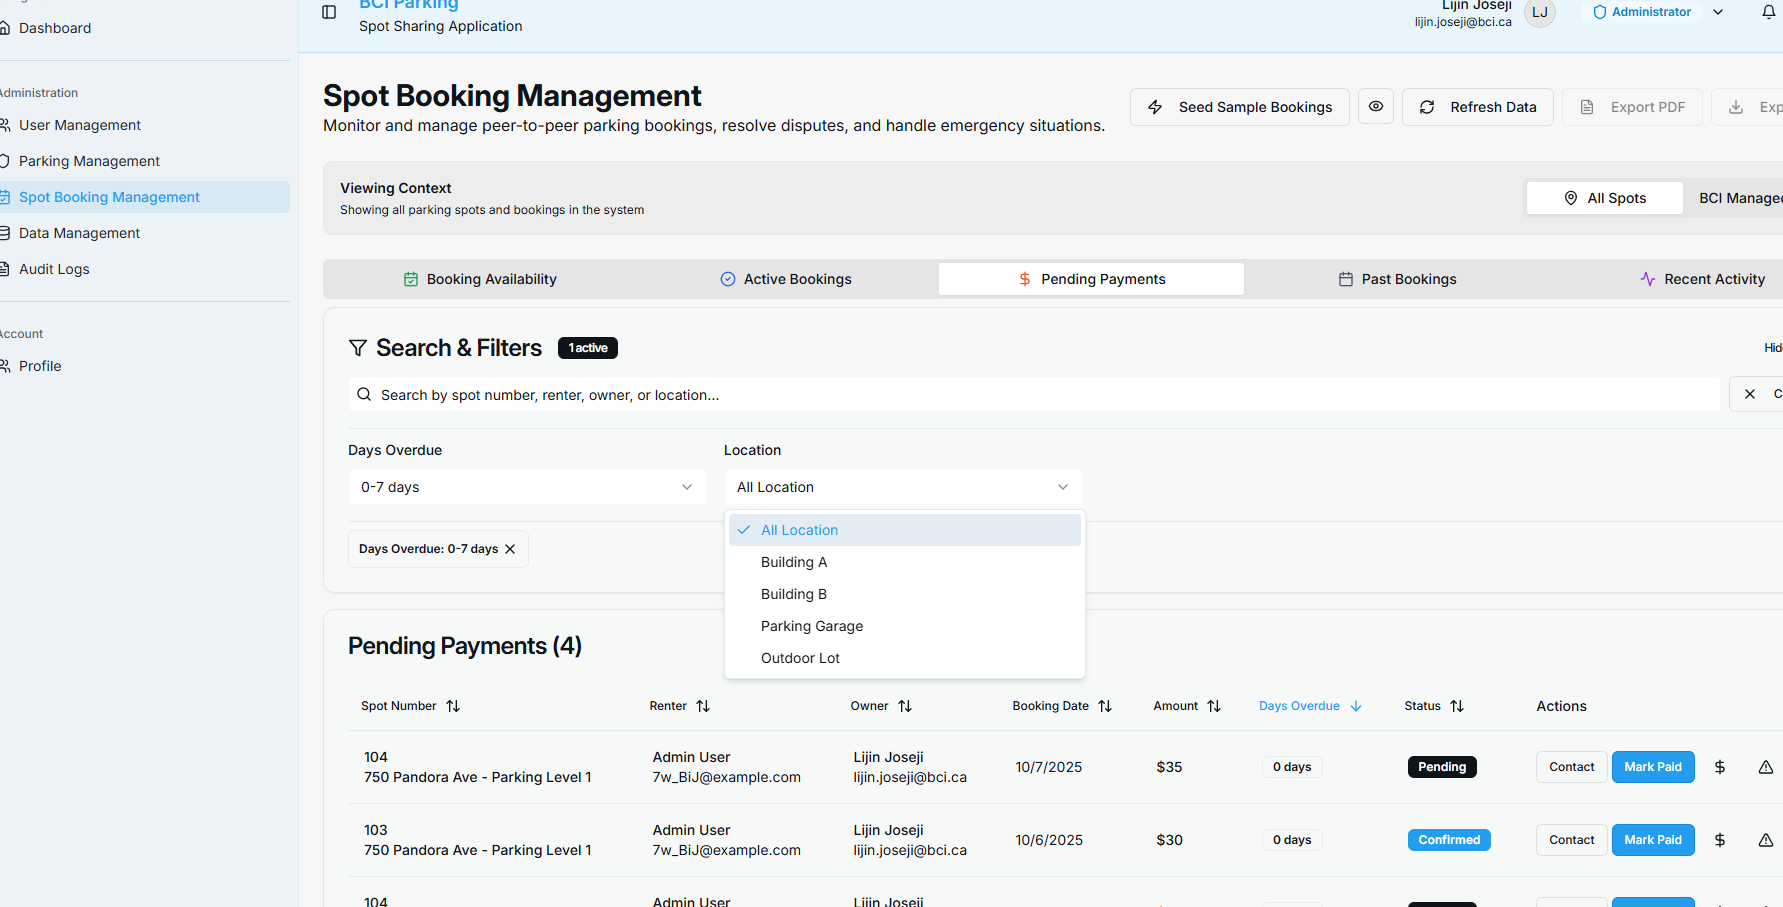 BCI Parking
Spot Sharing Application
Lijin Joseji
lijin.joseji@bci.ca
LJ
Administrator
Dashboard
Administration
User Management
Parking Management
Spot Booking Management
Data Management
Audit Logs
Account
Profile
Spot Booking Management
Monitor and manage peer-to-peer parking bookings, resolve disputes, and handle emergency situations.
Seed Sample Bookings
Refresh Data
Export PDF
Exp
Viewing Context
Showing all parking spots and bookings in the system
All Spots
BCI Managed
Booking Availability
Active Bookings
Pending Payments
Past Bookings
Recent Activity
Search & Filters
1 active
Hide
Search by spot number, renter, owner, or location...
C
Days Overdue
Location
0-7 days
All Location
Days Overdue: 0-7 days
All Location
Building A
Building B
Parking Garage
Outdoor Lot
Pending Payments (4)
Spot Number Renter Owner Booking Date Amount Days Overdue Status Actions
104 Admin User Lijin Joseji
750 Pandora Ave - Parking Level 1 7w_BiJ@example.com lijin.joseji@bci.ca 10/7/2025 $35 0 days Pending Contact Mark Paid $
103 Admin User Lijin Joseji
750 Pandora Ave - Parking Level 1 7w_BiJ@example.com lijin.joseji@bci.ca 10/6/2025 $30 0 days Confirmed Contact Mark Paid $
104 Admin User Lijin Joseji